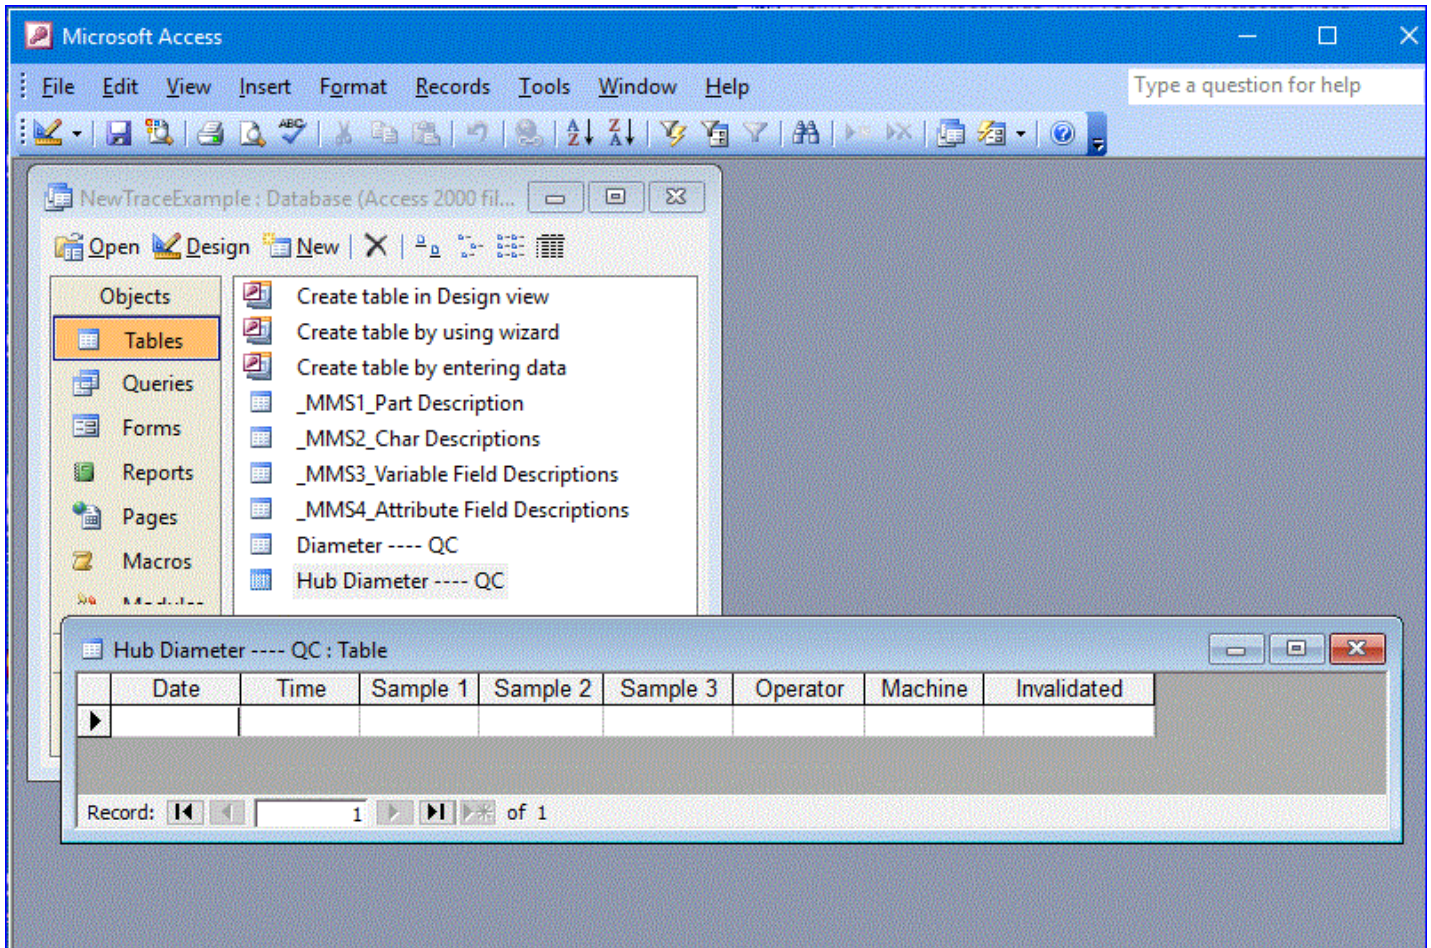 Microsoft Access
File Edit View Insert Format Records Tools Window Help Type a question for help
NewTraceExample : Database (Access 2000 fil...
Open Design New
Objects
Tables
Queries
Forms
Reports
Pages
Macros
Modules
Create table in Design view
Create table by using wizard
Create table by entering data
_MMS1_Part Description
_MMS2_Char Descriptions
_MMS3_Variable Field Descriptions
_MMS4_Attribute Field Descriptions
Diameter ---- QC
Hub Diameter ---- QC
Hub Diameter ---- QC : Table
Date Time Sample 1 Sample 2 Sample 3 Operator Machine Invalidated
Record: 1 of 1